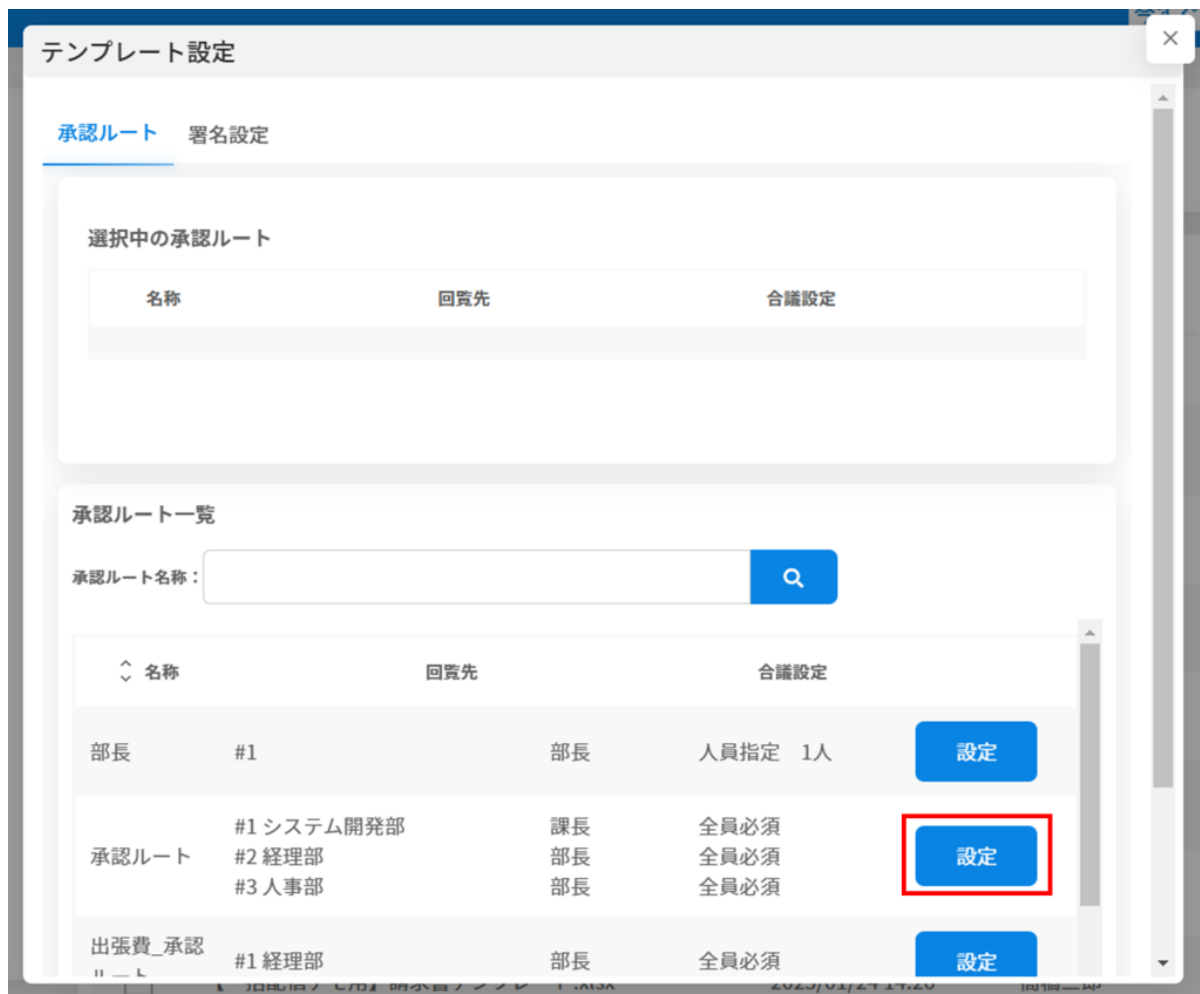 テンプレート設定
承認ルート 署名設定
選択中の承認ルート
名称 回覧先 合議設定
承認ルート一覧
承認ルート名称：
名称 回覧先 合議設定
部長 #1 部長 人員指定 1人 設定
#1 システム開発部 課長 全員必須
承認ルート #2 経理部 部長 全員必須 設定
#3 人事部 部長 全員必須
出張費_承認
ルート
#1 経理部 部長 全員必須 設定